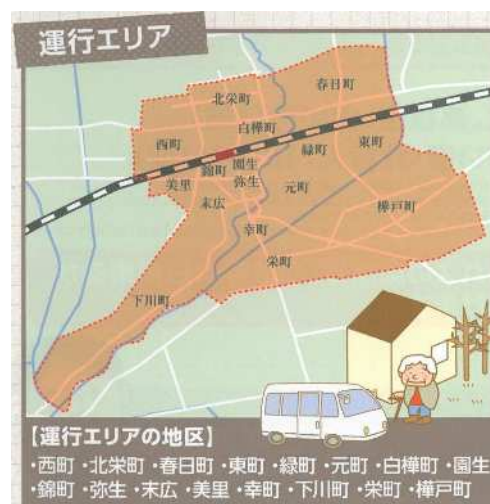 運行エリア
春日町
北栄町
白樺町
西町
緑町
東町
錦町
園生
美里
弥生
元町
末広
樺戸町
幸町
栄町
下川町
【運行エリアの地区】
・西町・北栄町・春日町・東町・緑町・元町・白樺町・園生
・錦町・弥生・末広・美里・幸町・下川町・栄町・樺戸町